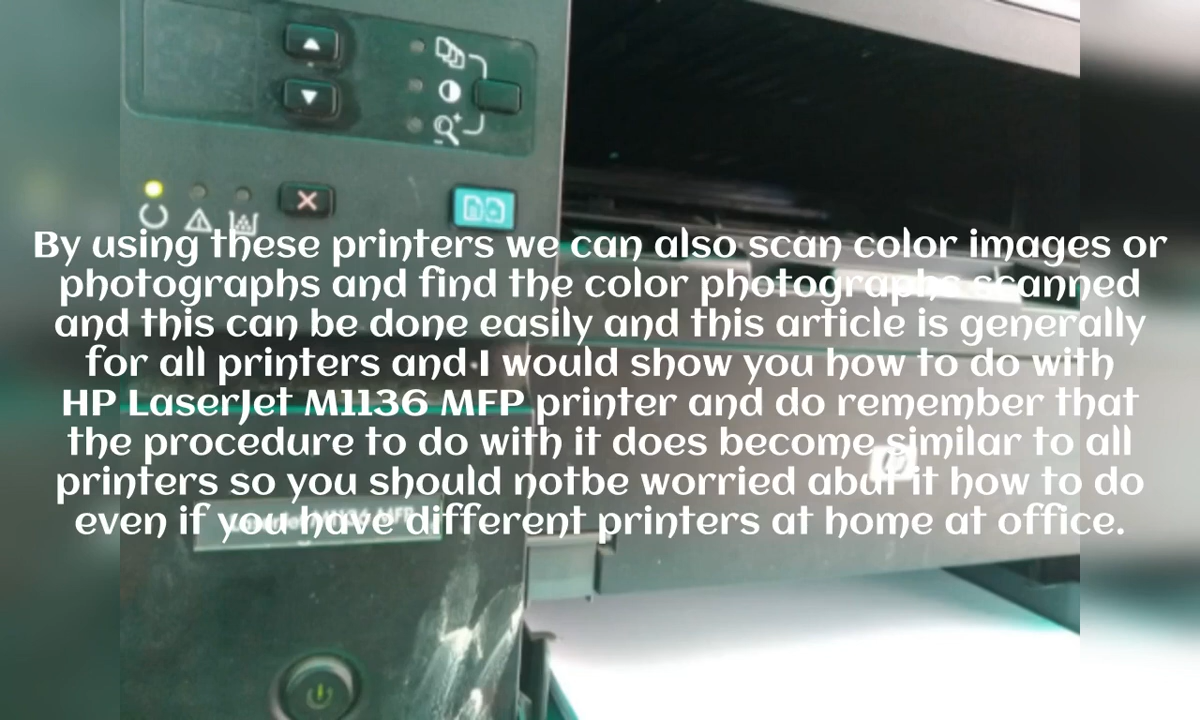 By using these printers we can also scan color images or
photographs and find the color photographs scanned
and this can be done easily and this article is generally
for all printers and I would show you how to do with
HP LaserJet M1136 MFP printer and do remember that
the procedure to do with it does become similar to all
printers so you should notbe worried abut it how to do
even if you have different printers at home at office.
LaserJet M1136 MFP